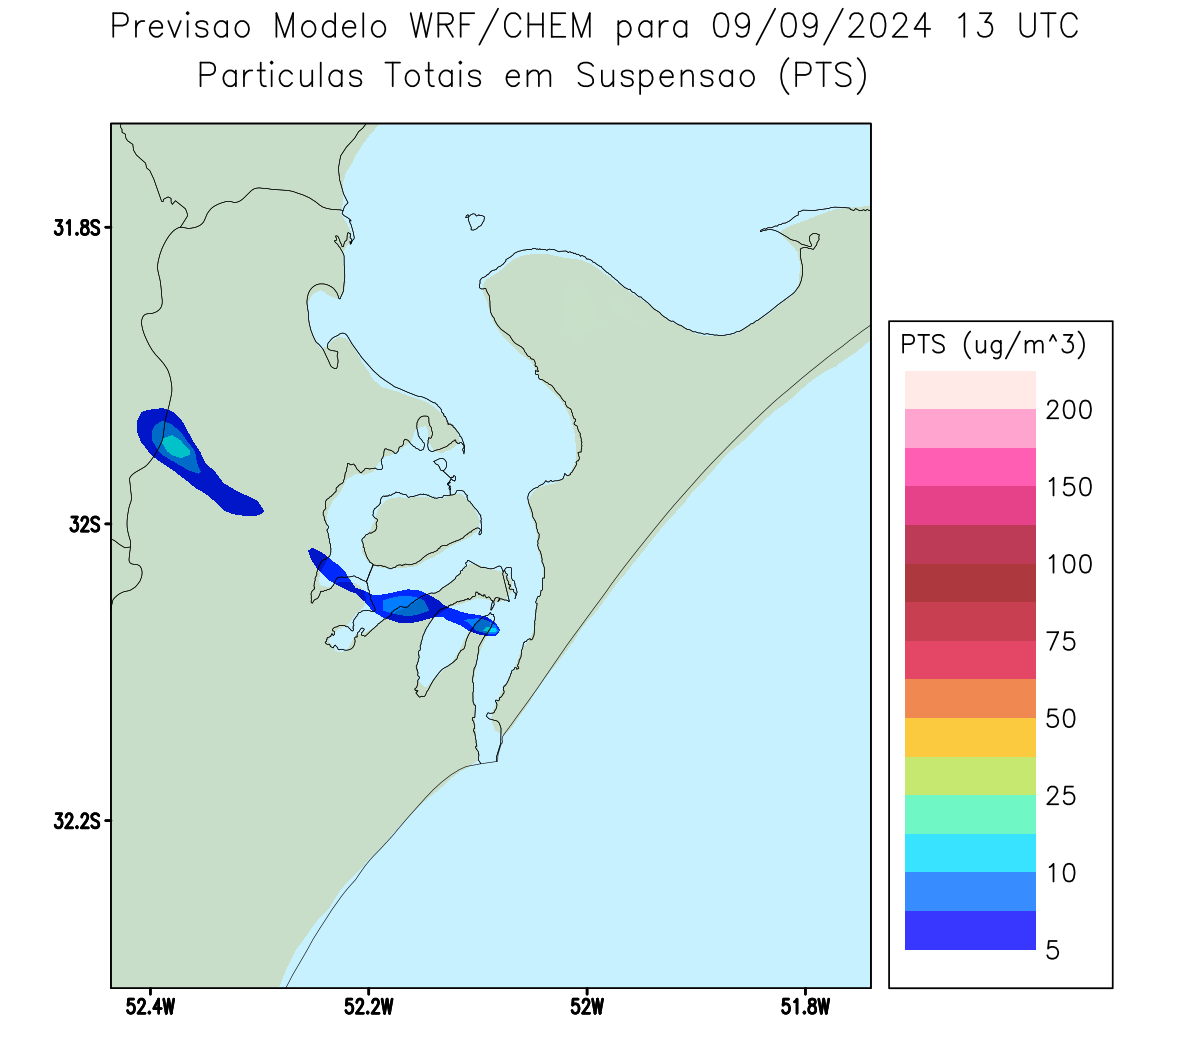 Previsao Modelo WRF/CHEM para 09/09/2024 13 UTC
Particulas Totais em Suspensao (PTS)
31.8S
32S
32.2S
52.4W
52.2W
52W
51.8W
PTS (ug/m^3)
200
150
100
75
50
25
10
5